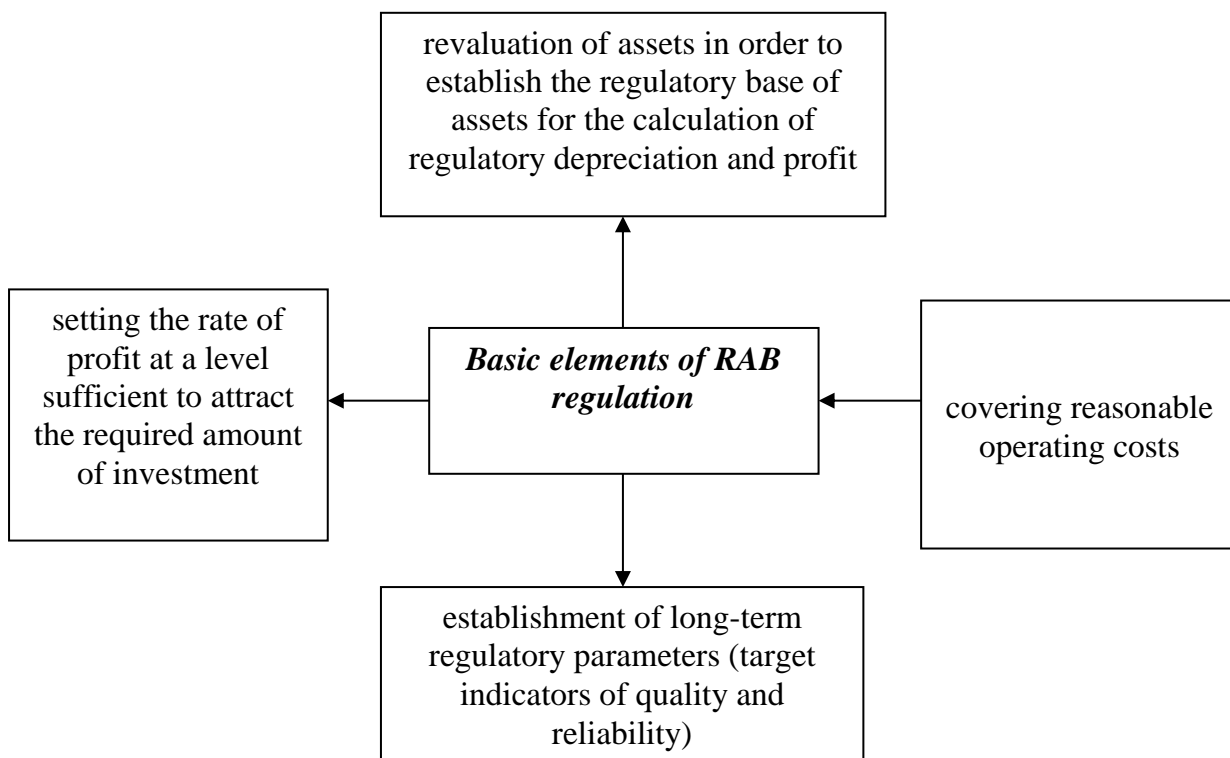 revaluation of assets in order to
establish the regulatory base of
assets for the calculation of
regulatory depreciation and profit
setting the rate of
profit at a level
sufficient to attract
the required amount
of investment
Basic elements of RAB
regulation
covering reasonable
operating costs
establishment of long-term
regulatory parameters (target
indicators of quality and
reliability)